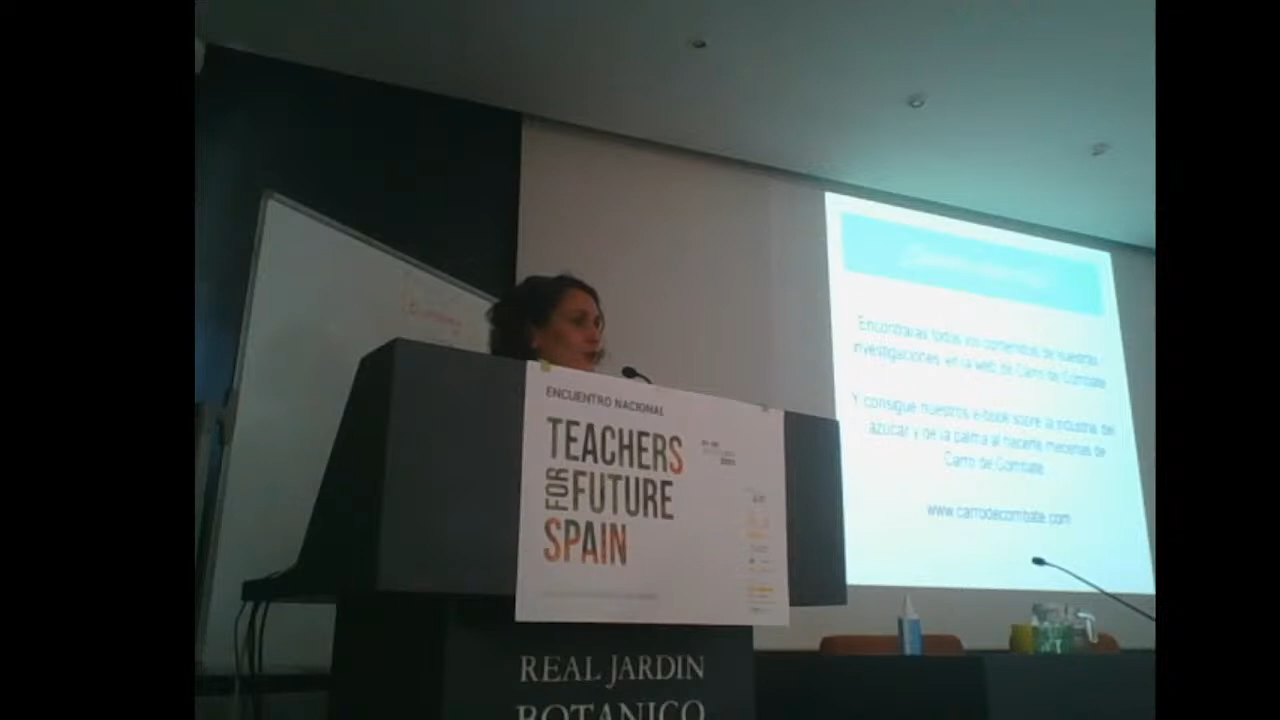 ENCUENTRO NACIONAL
TEACHERS
FOR
FUTURE
SPAIN
REAL JARDIN
BOTANICO
Encontrarás todos los contenidos de nuestras
investigaciones en la web de Carro de Combate
Y consigue nuestros e-book sobre la industria del
azúcar y de la palma al hacerte mecenas de
Carro de Combate
www.carrodecombate.com